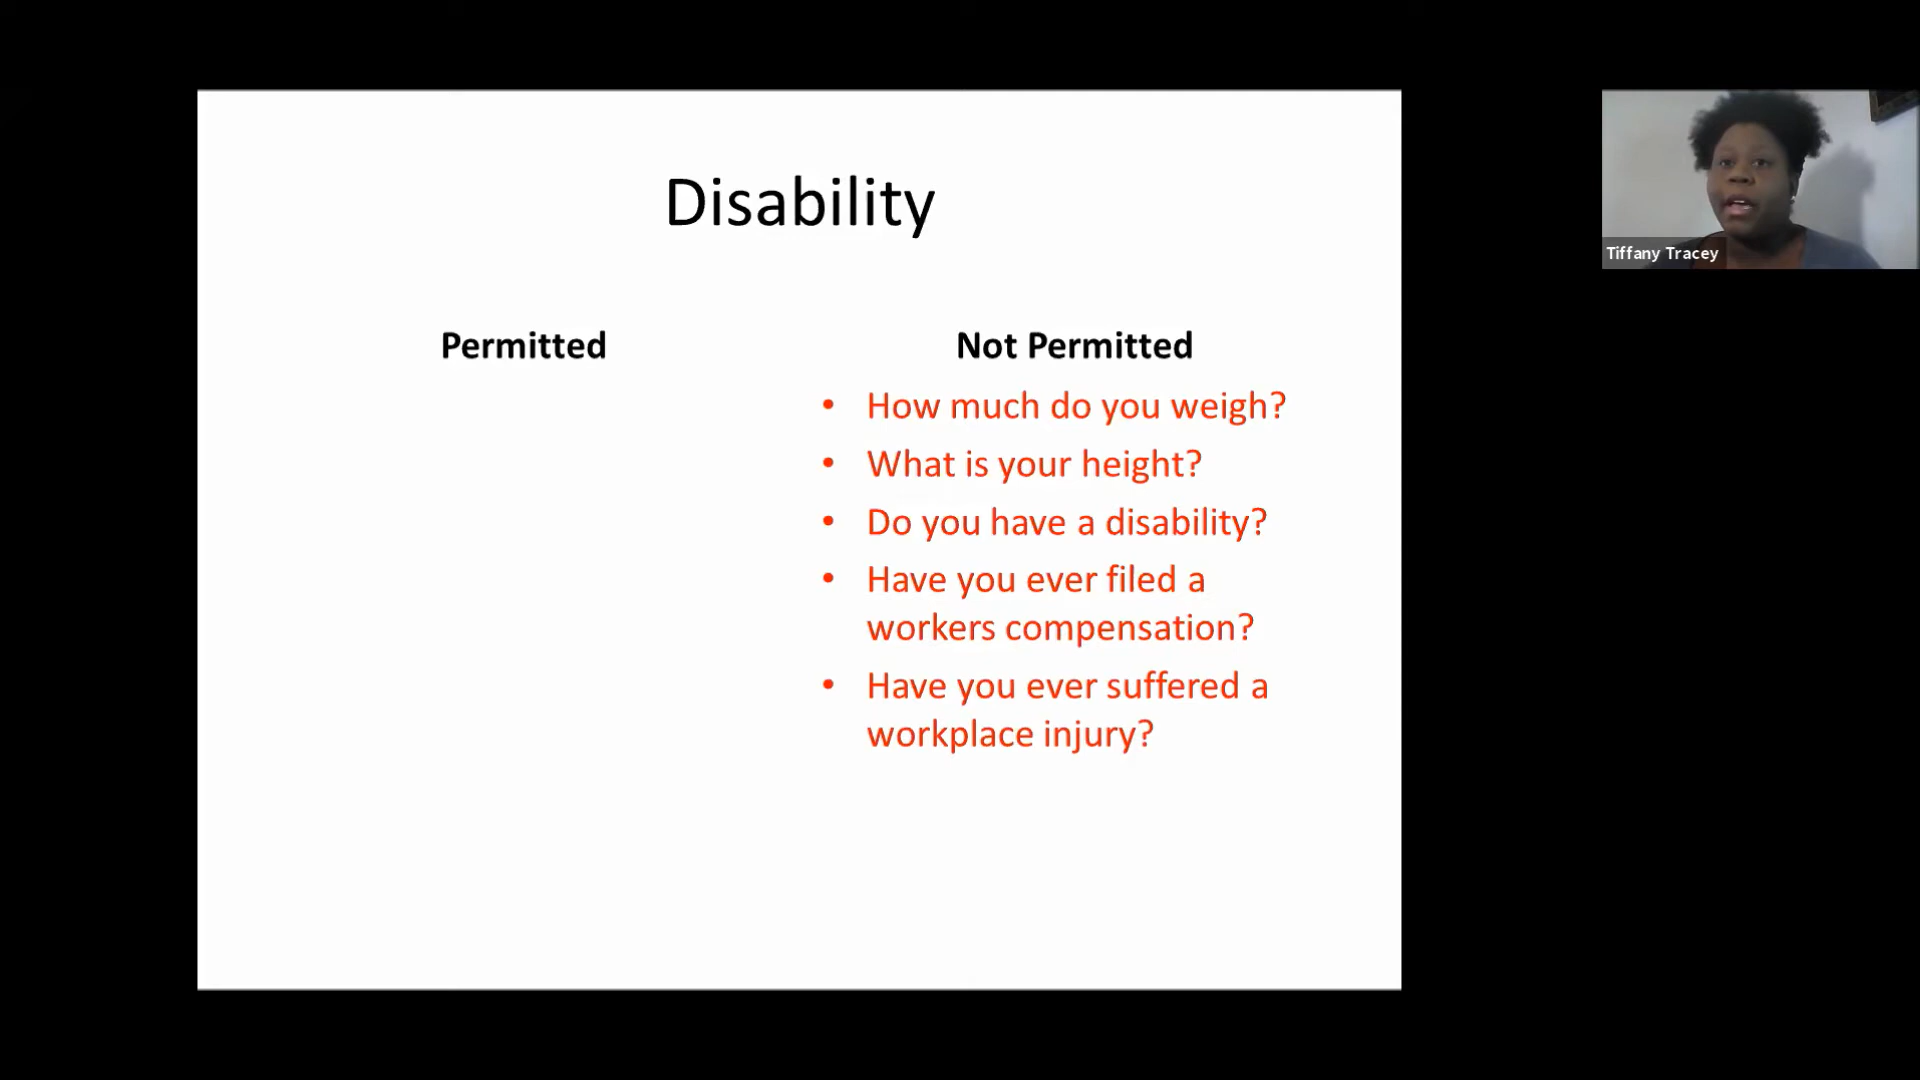 Disability
Permitted
Not Permitted
• How much do you weigh?
• What is your height?
• Do you have a disability?
• Have you ever filed a
workers compensation?
• Have you ever suffered a
workplace injury?
Tiffany Tracey